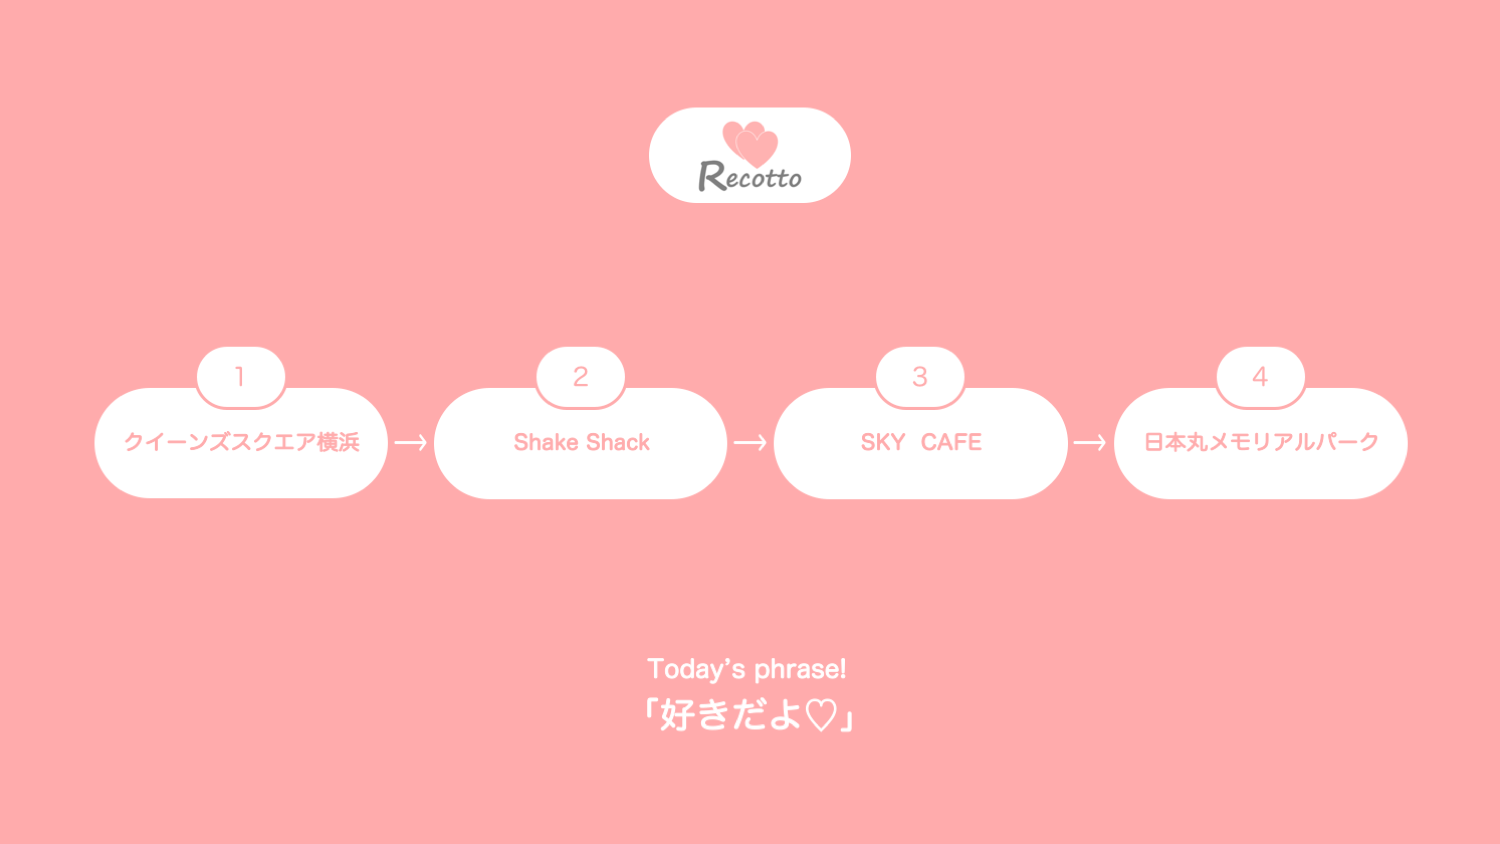 Recotto
1
クイーンズスクエア横浜
→
2
Shake Shack
→
3
SKY CAFE
→
4
日本丸メモリアルパーク
Today's phrase!
「好きだよ♡」